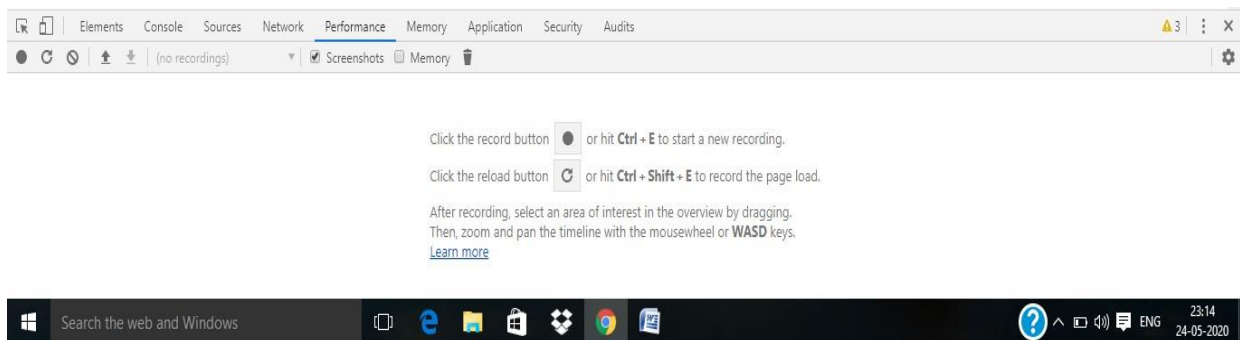 Elements Console Sources Network Performance Memory Application Security Audits 3
(no recordings) Screenshots Memory
Click the record button or hit Ctrl + E to start a new recording.
Click the reload button or hit Ctrl + Shift + E to record the page load.
After recording, select an area of interest in the overview by dragging.
Then, zoom and pan the timeline with the mousewheel or WASD keys.
Learn more
Search the web and Windows ENG 23:14
24-05-2020